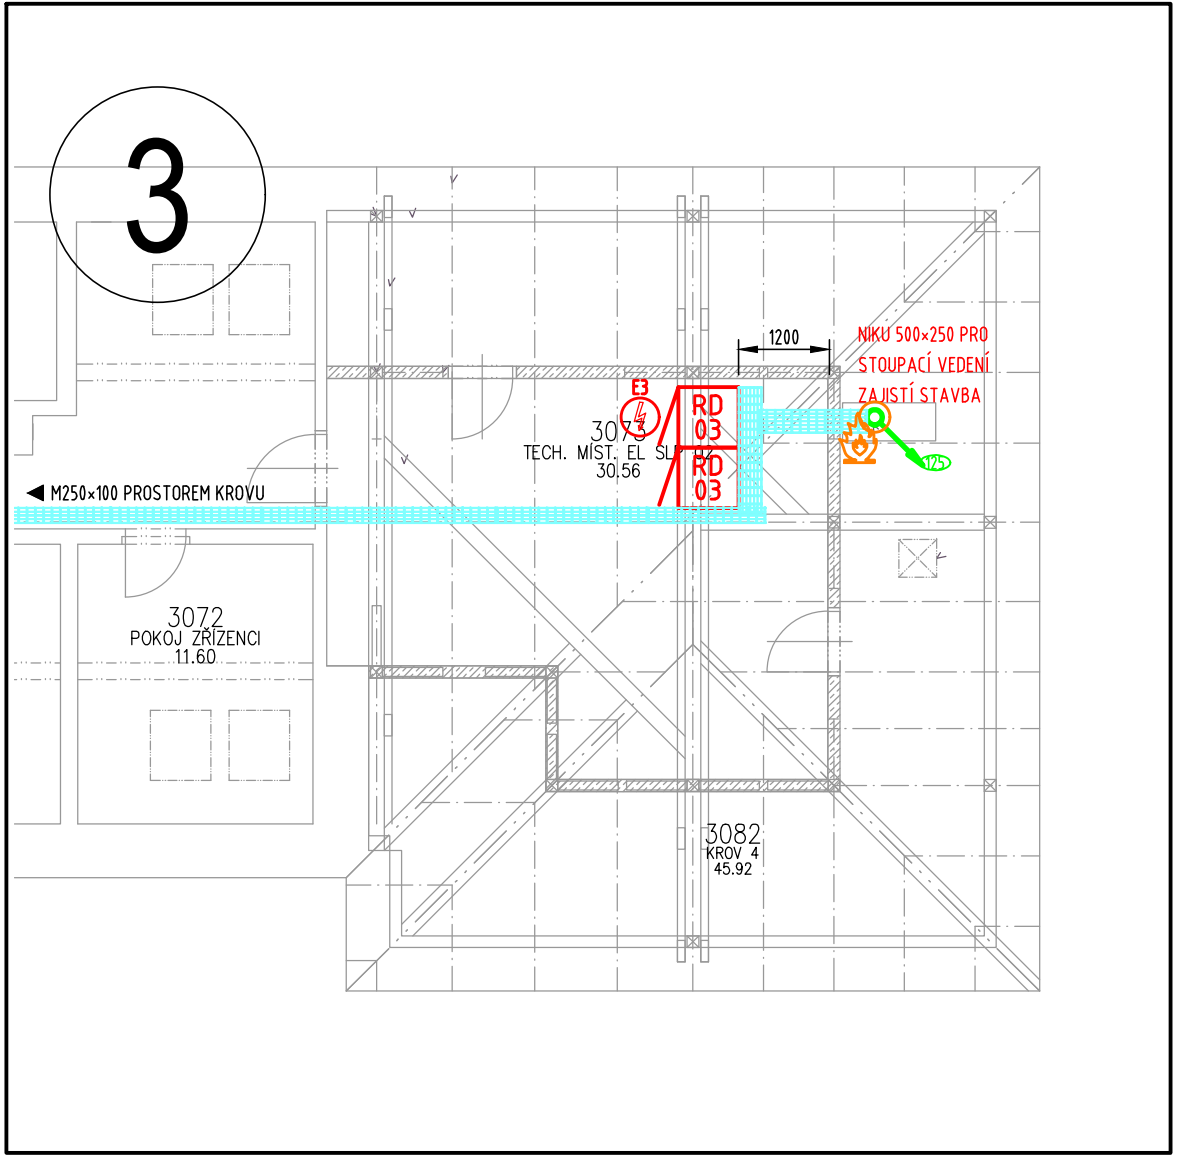 3
1200
NIKU 500×250 PRO
STOUPACÍ VEDENÍ
ZAJISTÍ STAVBA
E3
RD
03
3073
TECH. MÍST. EL SLP 02
30.56
RD
03
125
M250×100 PROSTOREM KROVU
3072
POKOJ ZŘÍZENCI
11.60
3082
KROV 4
45.92